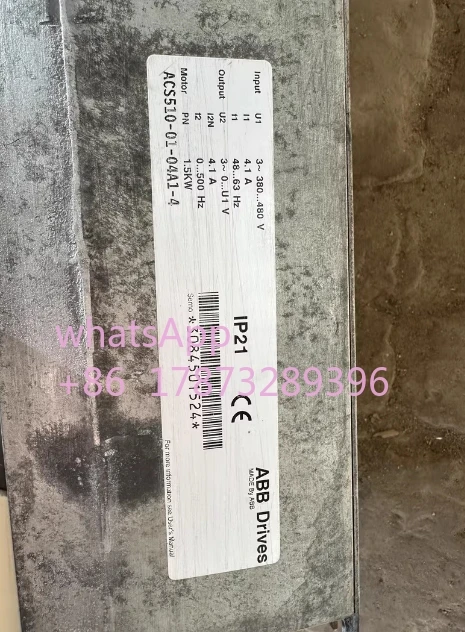 ABB Drives
MADE By ABB
IP21 CE
Input U1 3~ 380...480 V
I1 4.1 A
I1 48...63 Hz
Output U2 3~ 0...U1 V
I2N 4.1 A
I2 0...500 Hz
Motor PN 1.5KW
ACS510-01-04A1-4
For more information see User's Manual
whatsApp
+86 17873289396